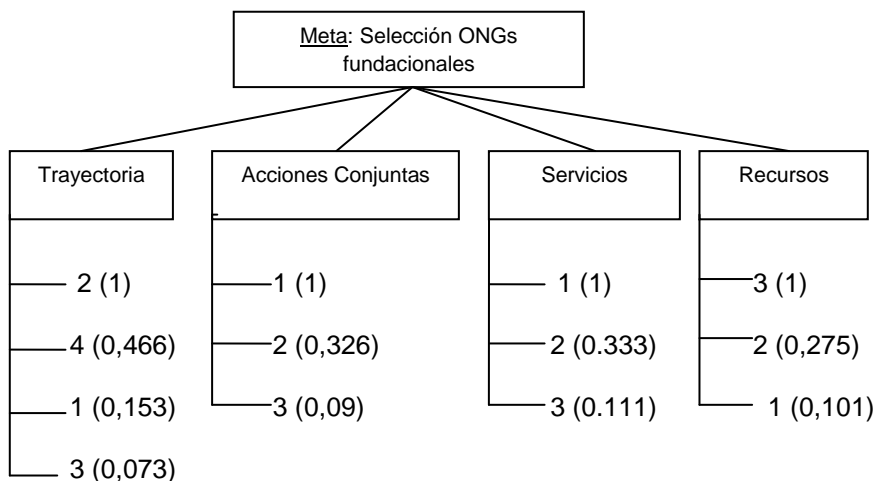 Meta: Selección ONGs
fundacionales
Trayectoria
Acciones Conjuntas
Servicios
Recursos
2 (1)
1 (1)
1 (1)
3 (1)
4 (0,466)
2 (0,326)
2 (0.333)
2 (0,275)
1 (0,153)
3 (0,09)
3 (0.111)
1 (0,101)
3 (0,073)